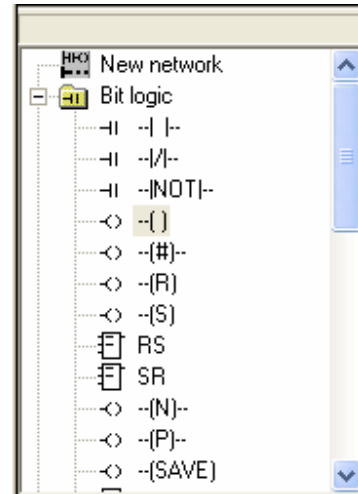 New network
Bit logic
--| |--
--|/|--
--|NOT|--
--( )
--(#)--
--(R)
--(S)
RS
SR
--(N)--
--(P)--
--(SAVE)